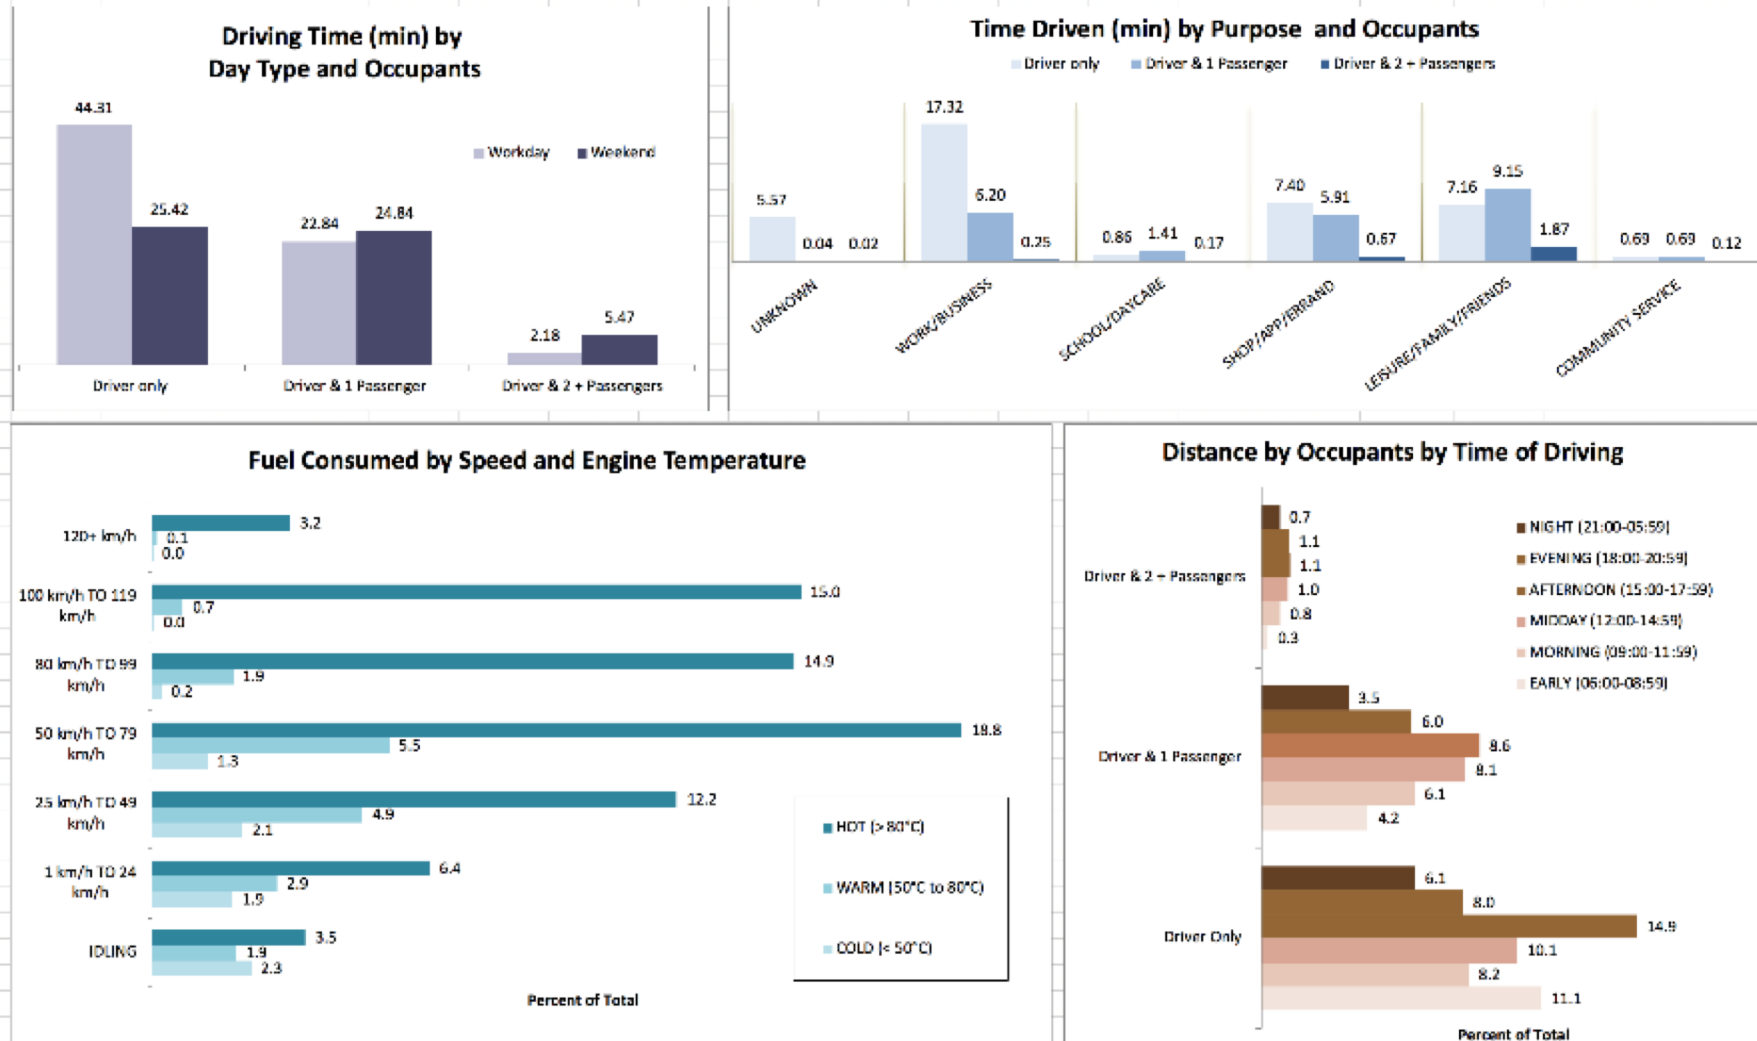 Driving Time (min) by
Day Type and Occupants
44.31
25.42
22.84
24.84
2.18
5.47
Workday
Weekend
Driver only
Driver & 1 Passenger
Driver & 2 + Passengers
Time Driven (min) by Purpose and Occupants
Driver only
Driver & 1 Passenger
Driver & 2 + Passengers
5.57
0.04
0.02
17.32
6.20
0.25
0.86
1.41
0.17
7.40
5.91
0.67
7.16
9.15
1.87
0.69
0.69
0.12
UNKNOWN
WORK/BUSINESS
SCHOOL/DAYCARE
SHOP/APP/ERRAND
LEISURE/FAMILY/FRIENDS
COMMUNITY SERVICE
Fuel Consumed by Speed and Engine Temperature
120+ km/h
3.2
0.1
0.0
100 km/h TO 119
km/h
15.0
0.7
0.0
80 km/h TO 99
km/h
14.9
1.9
0.2
50 km/h TO 79
km/h
18.8
5.5
1.3
25 km/h TO 49
km/h
12.2
4.9
2.1
1 km/h TO 24
km/h
6.4
2.9
1.9
IDLING
3.5
1.9
2.3
HOT (> 80°C)
WARM (50°C to 80°C)
COLD (< 50°C)
Percent of Total
Distance by Occupants by Time of Driving
Driver & 2 + Passengers
0.7
1.1
1.1
1.0
0.8
0.3
Driver & 1 Passenger
3.5
6.0
8.6
8.1
6.1
4.2
Driver Only
6.1
8.0
14.9
10.1
8.2
11.1
NIGHT (21:00-05:59)
EVENING (18:00-20:59)
AFTERNOON (15:00-17:59)
MIDDAY (12:00-14:59)
MORNING (09:00-11:59)
EARLY (06:00-08:59)
Percent of Total